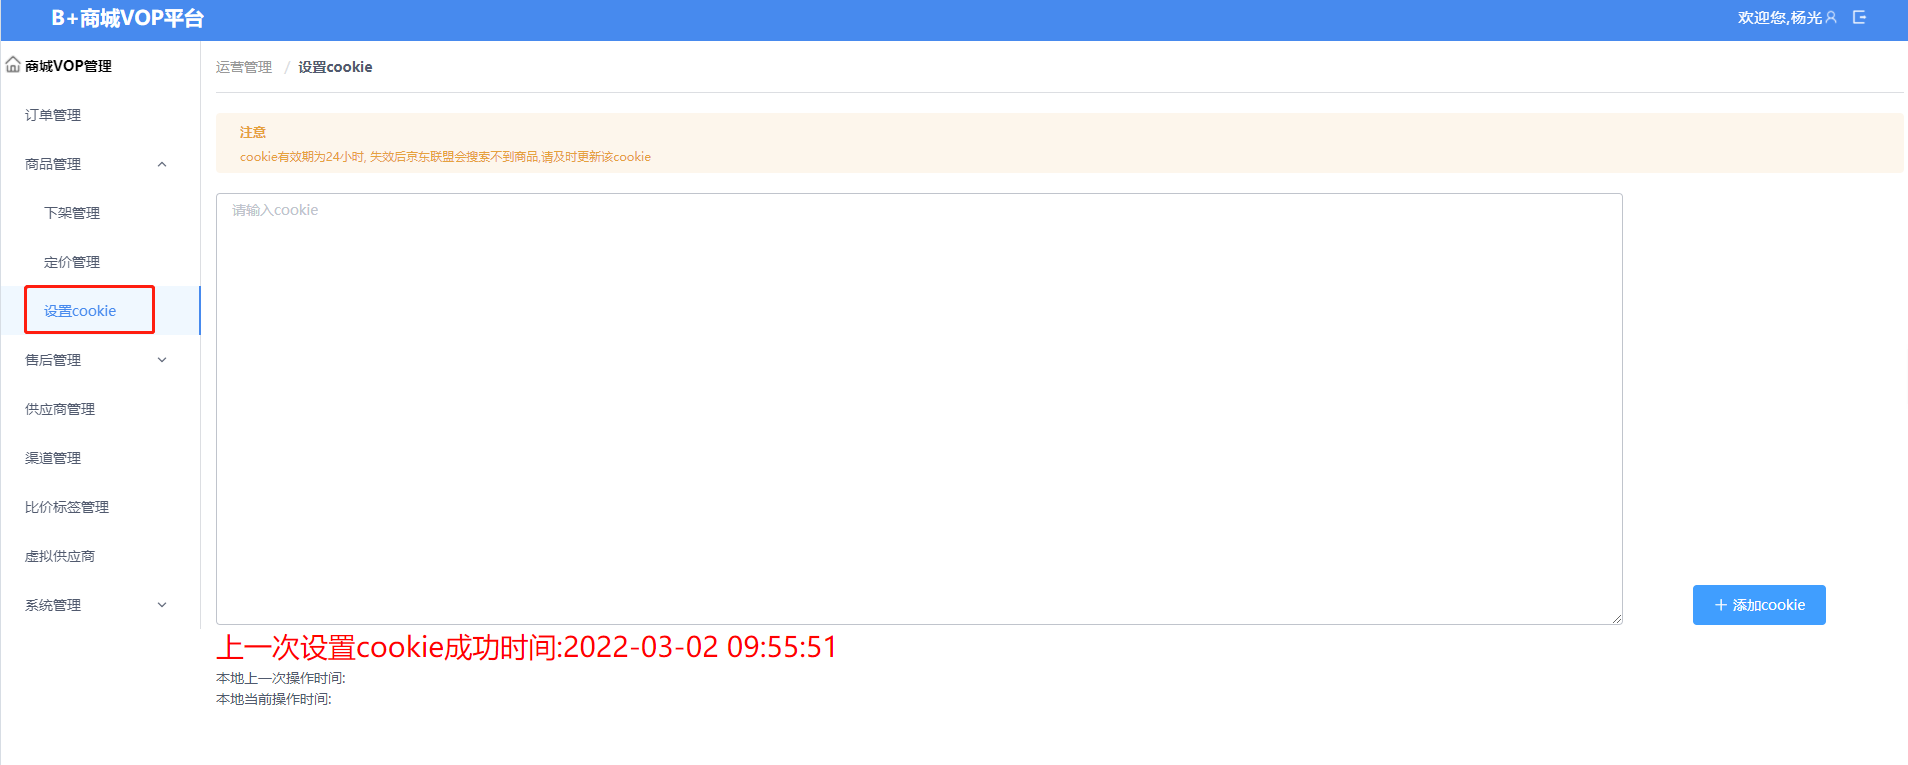 B+商城VOP平台
欢迎您,杨光
商城VOP管理
订单管理
商品管理
下架管理
定价管理
设置cookie
售后管理
供应商管理
渠道管理
比价标签管理
虚拟供应商
系统管理
运营管理 / 设置cookie
注意
cookie有效期为24小时, 失效后京东联盟会搜素不到商品,请及时更新该cookie
请输入cookie
添加cookie
上一次设置cookie成功时间:2022-03-02 09:55:51
本地上一次操作时间:
本地当前操作时间: